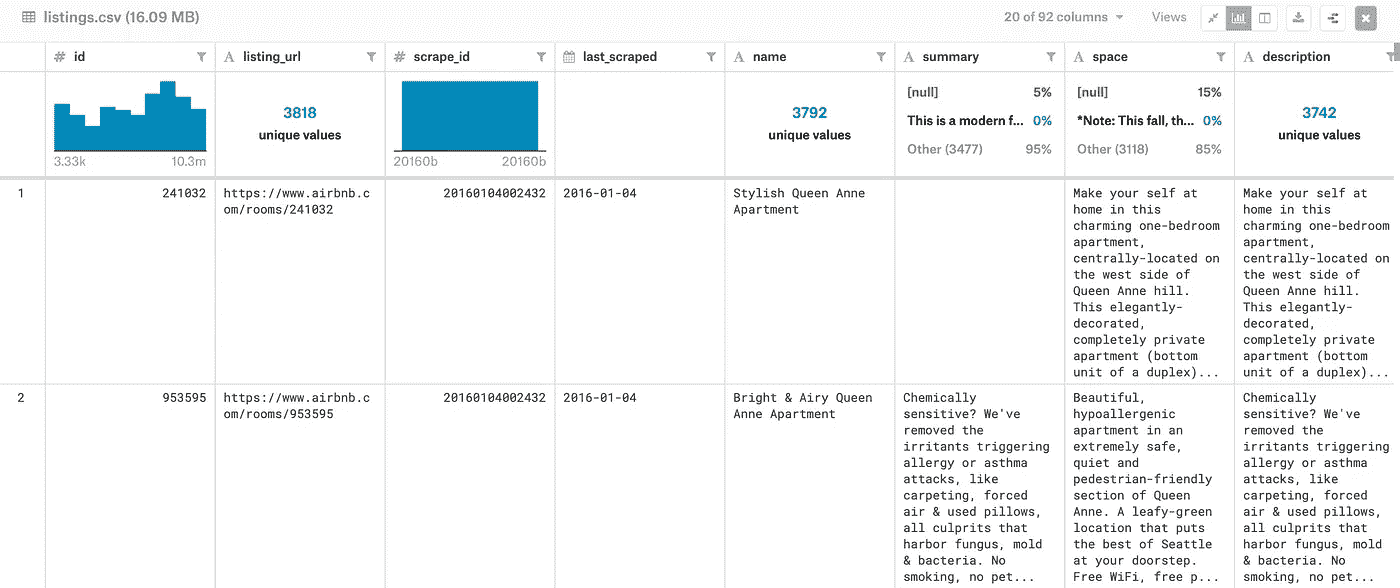 listings.csv (16.09 MB)
20 of 92 columns
Views
# id
A listing_url
# scrape_id
last_scraped
A name
A summary
A space
A description
3.33k 10.3m
3818
unique values
20160b 20160b
3792
unique values
[null] 5%
This is a modern f... 0%
Other (3477) 95%
[null] 15%
*Note: This fall, th... 0%
Other (3118) 85%
3742
unique values
1
241032
https://www.airbnb.c
om/rooms/241032
20160104002432
2016-01-04
Stylish Queen Anne
Apartment
Make your self at
home in this
charming one-bedroom
apartment,
centrally-located on
the west side of
Queen Anne hill.
This elegantly-
decorated,
completely private
apartment (bottom
unit of a duplex)...
Make your self at
home in this
charming one-bedroom
apartment,
centrally-located on
the west side of
Queen Anne hill.
This elegantly-
decorated,
completely private
apartment (bottom
unit of a duplex)...
2
953595
https://www.airbnb.c
om/rooms/953595
20160104002432
2016-01-04
Bright & Airy Queen
Anne Apartment
Chemically
sensitive? We've
removed the
irritants triggering
allergy or asthma
attacks, like
carpeting, forced
air & used pillows,
all culprits that
harbor fungus, mold
& bacteria. No
smoking, no pet...
Beautiful,
hypoallergenic
apartment in an
extremely safe,
quiet and
pedestrian-friendly
section of Queen
Anne. A leafy-green
location that puts
the best of Seattle
at your doorstep.
Free WiFi, free p...
Chemically
sensitive? We've
removed the
irritants triggering
allergy or asthma
attacks, like
carpeting, forced
air & used pillows,
all culprits that
harbor fungus, mold
& bacteria. No
smoking, no pet...